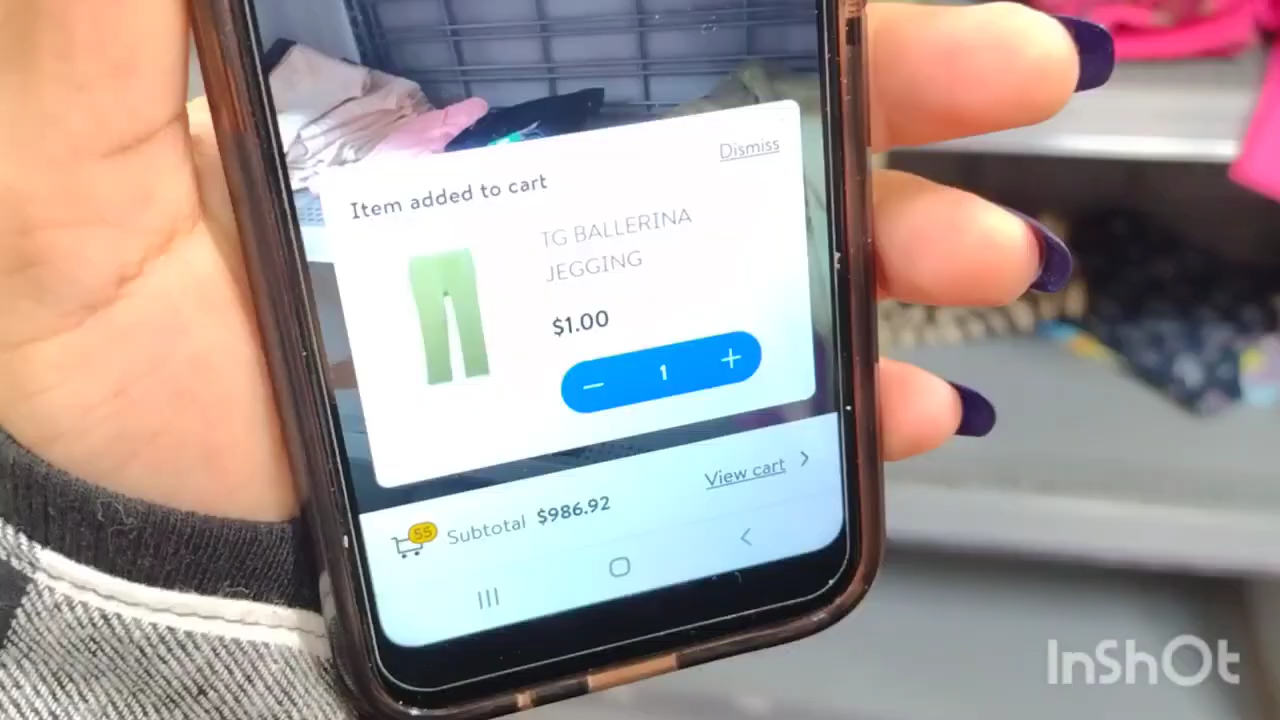 Dismiss
Item added to cart
TG BALLERINA
JEGGING
$1.00
1
View cart
55
Subtotal $986.92
InShOt